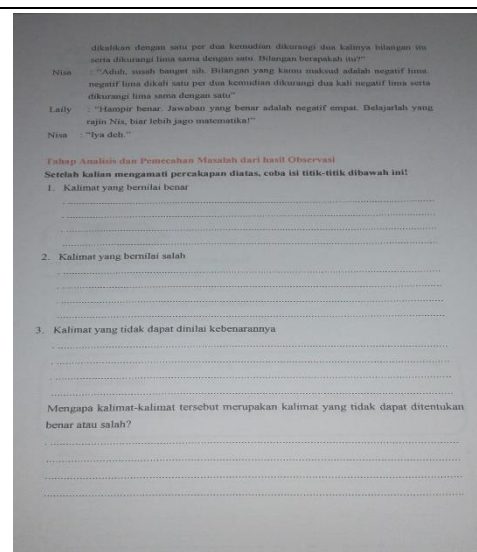 dikalikan dengan satu per dua kemudian dikurangi dua kalinya bilangan itu
serta dikurangi lima sama dengan satu. Bilangan berapakah ini?"
Nisa : "Aduh, susah banget sih. Bilangan yang kamu maksud adalah negatif lima,
negatif lima dikali satu per dua kemudian dikurangi dua kali negatif lima serta
dikurangi lima sama dengan satu"
Laily : "Hampir benar. Jawaban yang benar adalah negatif empat. Belajarlah yang
rajin Nis, biar lebih jago matematika!"
Nisa : "Iya deh."
Tahap Analisis dan Pemecahan Masalah dari hasil Observasi
Setelah kalian mengamati percakapan diatas, coba isi titik-titik dibawah ini!
1. Kalimat yang bernilai benar
2. Kalimat yang bernilai salah
3. Kalimat yang tidak dapat dinilai kebenarannya
Mengapa kalimat-kalimat tersebut merupakan kalimat yang tidak dapat ditentukan
benar atau salah?